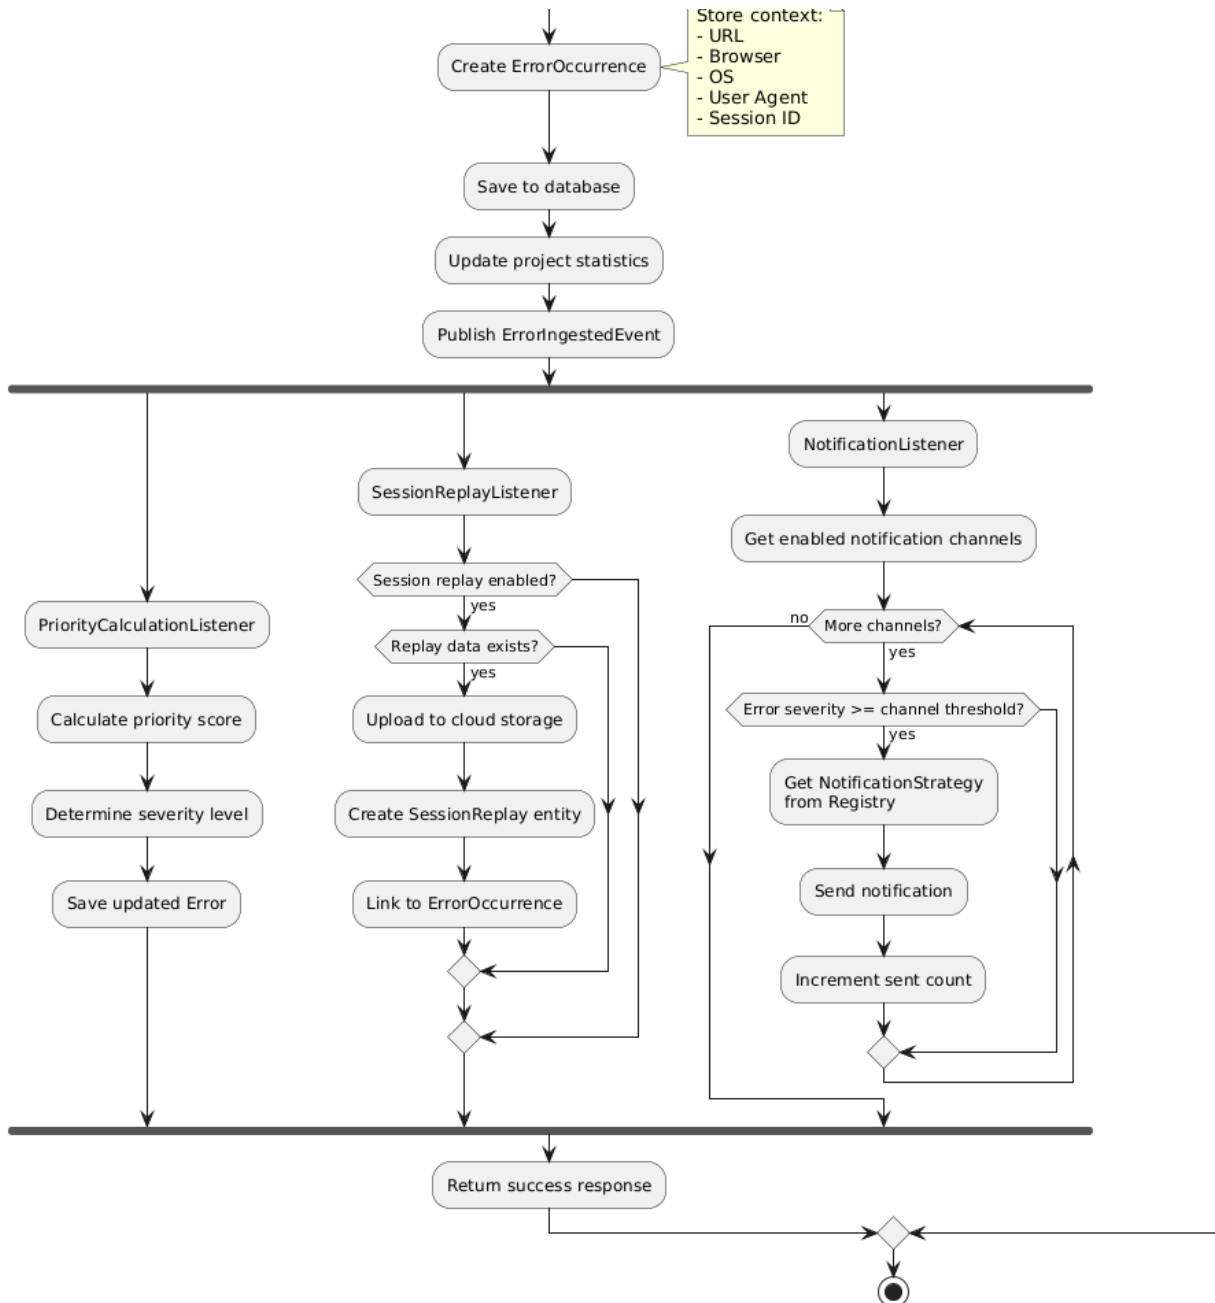 Store context:
- URL
- Browser
- OS
- User Agent
- Session ID
Create ErrorOccurrence
Save to database
Update project statistics
Publish ErrorIngestedEvent
PriorityCalculationListener
Calculate priority score
Determine severity level
Save updated Error
SessionReplayListener
Session replay enabled?
yes
Replay data exists?
yes
Upload to cloud storage
Create SessionReplay entity
Link to ErrorOccurrence
NotificationListener
Get enabled notification channels
no
More channels?
yes
Error severity >= channel threshold?
yes
Get NotificationStrategy
from Registry
Send notification
Increment sent count
Return success response